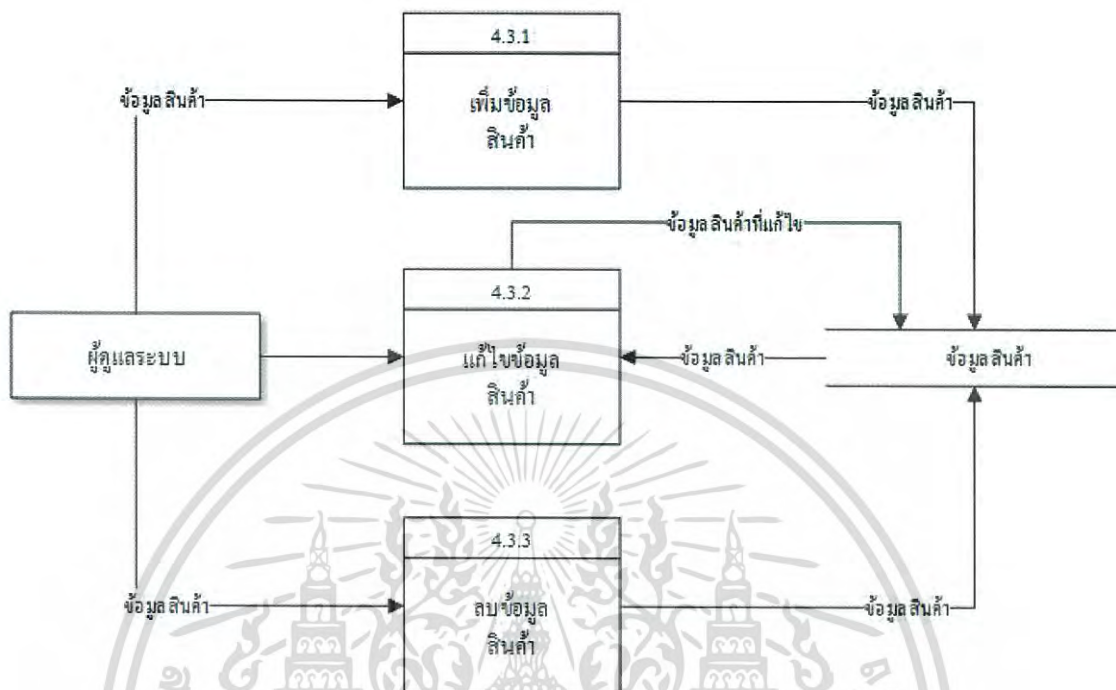 4.3.1
ข้อมูลสินค้า
เพิ่มข้อมูล
สินค้า
ข้อมูลสินค้า
ข้อมูลสินค้าที่แก้ไข
4.3.2
ผู้ดูแลระบบ
แก้ไขข้อมูล
สินค้า
ข้อมูลสินค้า
ข้อมูลสินค้า
4.3.3
ข้อมูลสินค้า
ลบข้อมูล
สินค้า
ข้อมูลสินค้า